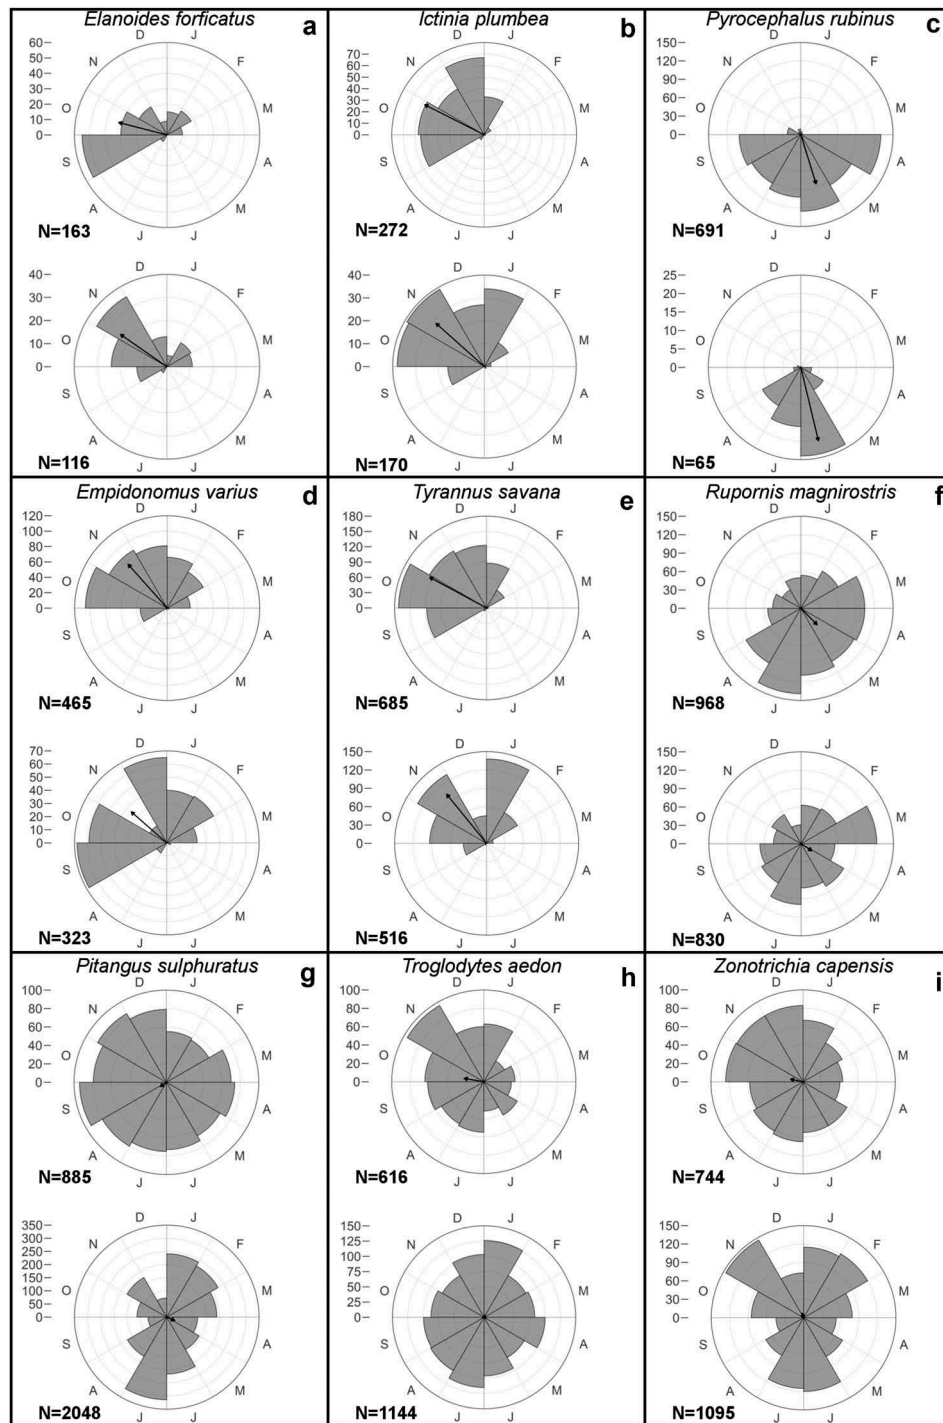 Elanoides forficatus a
D J
60
50
N F
40
30
20
O M
10
0
S A
A M
N=163
J J
40
D J
N F
30
20
O M
10
0
S A
A M
N=116
J J
Ictinia plumbea b
D J
70
N F
60
50
40
30
20
O M
10
0
S A
A M
N=272
J J
40
D J
N F
30
20
O M
10
0
S A
A M
N=170
J J
Pyrocephalus rubinus c
D J
150
120
N F
90
60
O M
30
0
S A
A M
N=691
J J
25
D J
20
N F
15
10
O M
5
0
S A
A M
N=65
J J
Empidonomus varius d
D J
120
100
N F
80
60
40
O M
20
0
S A
A M
N=465
J J
70
D J
60
N F
50
40
30
20
O M
10
0
S A
A M
N=323
J J
Tyrannus savana e
D J
180
150
N F
120
90
60
O M
30
0
S A
A M
N=685
J J
150
D J
120
N F
90
60
O M
30
0
S A
A M
N=516
J J
Rupornis magnirostris f
D J
150
120
N F
90
60
O M
30
0
S A
A M
N=968
J J
150
D J
120
N F
90
60
O M
30
0
S A
A M
N=830
J J
Pitangus sulphuratus g
D J
100
80
N F
60
40
O M
20
0
S A
A M
N=885
J J
350
D J
300
N F
250
200
150
100
O M
50
0
S A
A M
N=2048
J J
Troglodytes aedon h
D J
100
80
N F
60
40
O M
20
0
S A
A M
N=616
J J
150
D J
125
N F
100
75
50
O M
25
0
S A
A M
N=1144
J J
Zonotrichia capensis i
D J
100
80
N F
60
40
O M
20
0
S A
A M
N=744
J J
150
D J
120
N F
90
60
O M
30
0
S A
A M
N=1095
J J